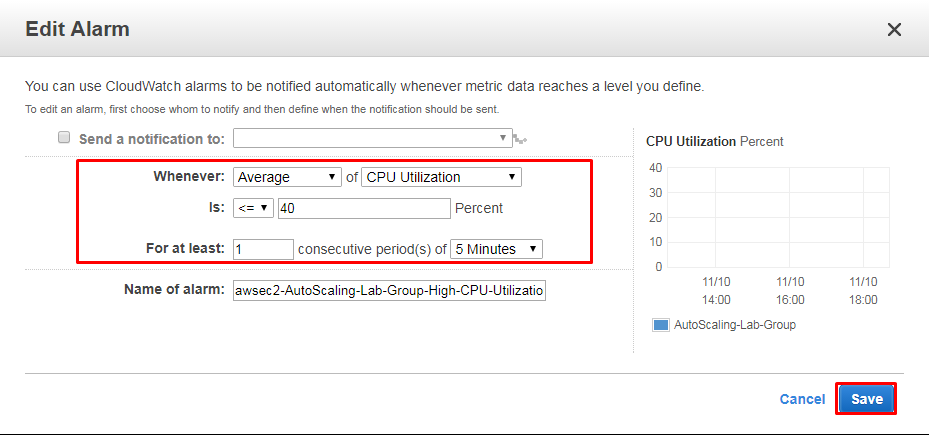 Edit Alarm
You can use CloudWatch alarms to be notified automatically whenever metric data reaches a level you define.
To edit an alarm, first choose whom to notify and then define when the notification should be sent.
Send a notification to:
Whenever: Average of CPU Utilization
Is: <= 40 Percent
For at least: 1 consecutive period(s) of 5 Minutes
Name of alarm: awsec2-AutoScaling-Lab-Group-High-CPU-Utilizatio
CPU Utilization Percent
40
30
20
10
0
11/10 11/10 11/10
14:00 16:00 18:00
AutoScaling-Lab-Group
Cancel Save